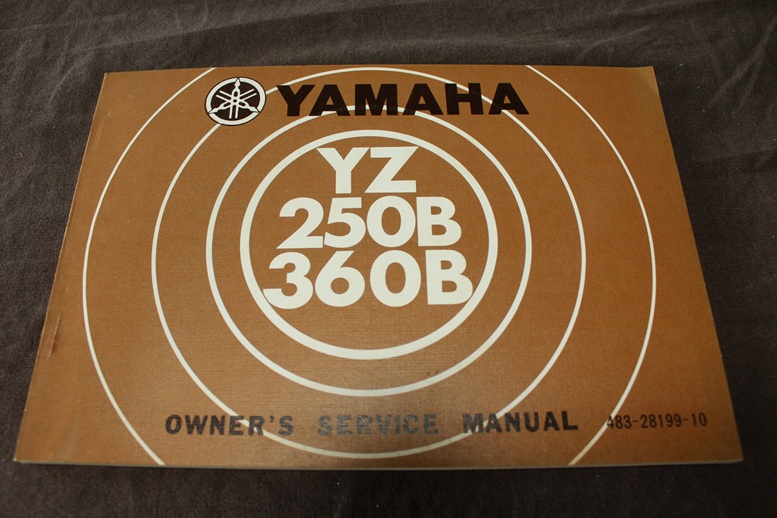 YAMAHA
YZ
250B
360B
OWNER'S SERVICE MANUAL 483-28199-10